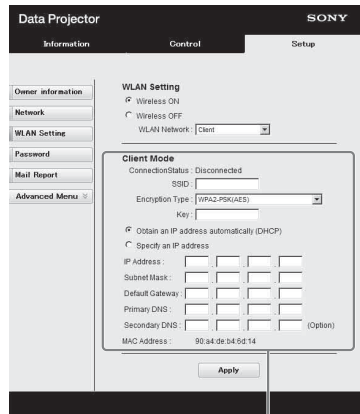 Data Projector
SONY
Information
Control
Setup
Owner information
Network
WLAN Setting
Password
Mail Report
Advanced Menu
WLAN Setting
Wireless ON
Wireless OFF
WLAN Network : Client
Client Mode
ConnectionStatus : Disconnected
SSID :
Encryption Type : WPA2-PSK(AES)
Key :
Obtain an IP address automatically (DHCP)
Specify an IP address
IP Address :
Subnet Mask :
Default Gateway :
Primary DNS :
Secondary DNS : (Option)
MAC Address : 90:a4:de:b4:6d:14
Apply